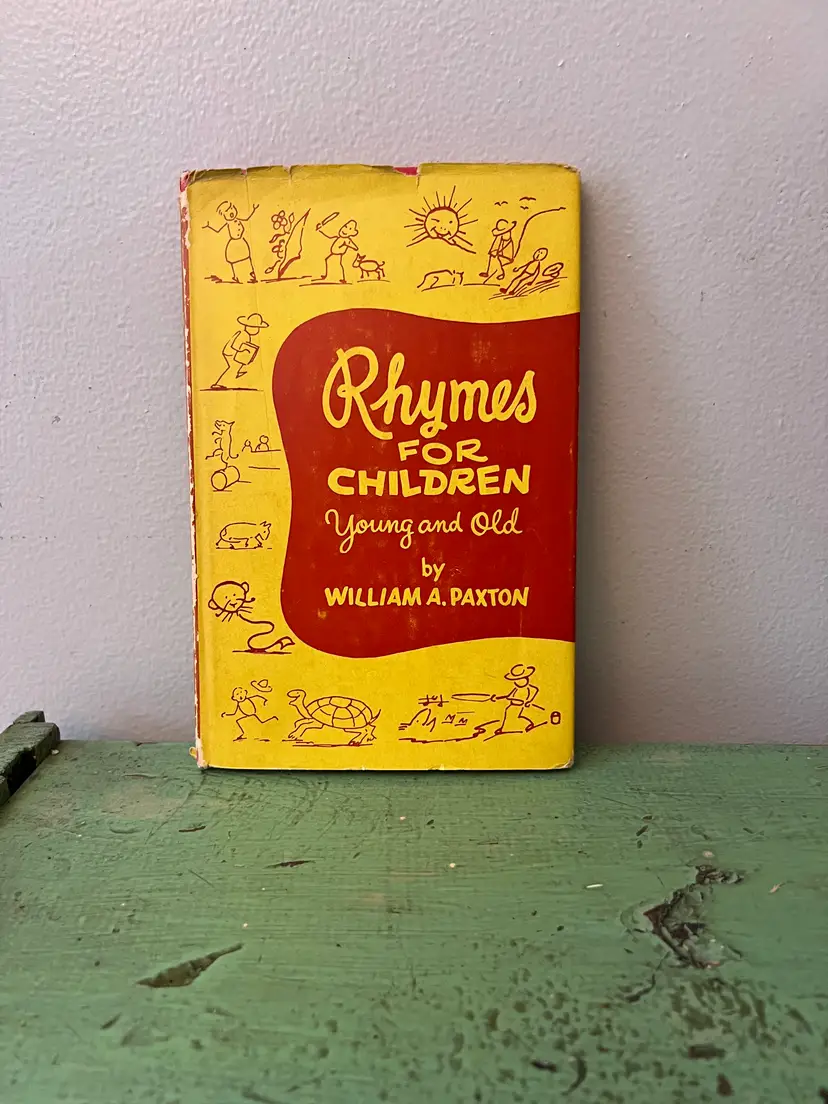 Rhymes
FOR
CHILDREN
Young and Old
by
WILLIAM A. PAXTON